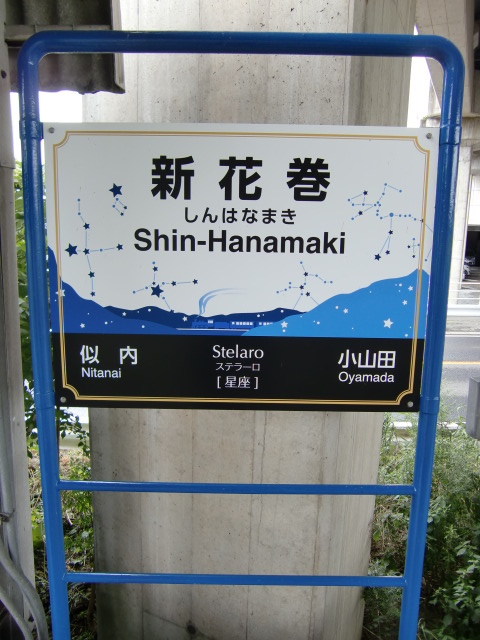 新花巻
しんはなまき
Shin-Hanamaki
似内
Nitanai
Stelaro
ステラーロ
[星座]
小山田
Oyamada